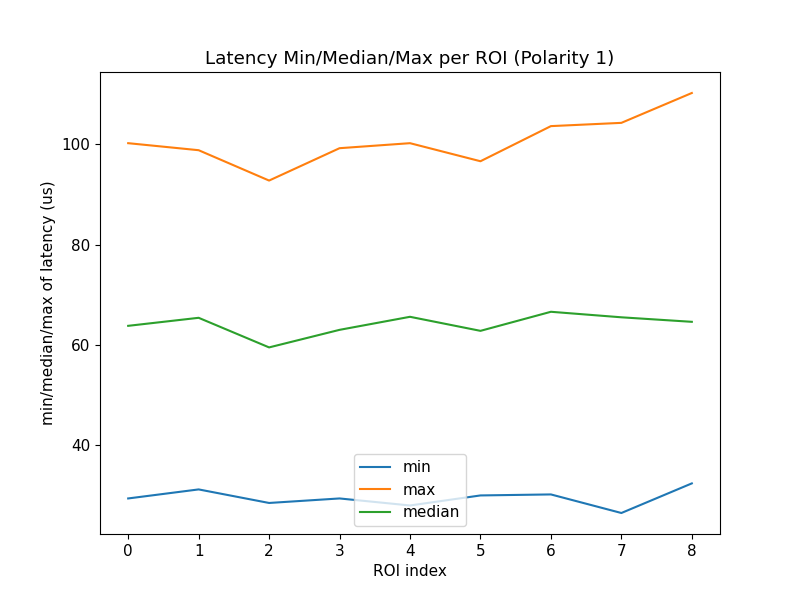 Latency Min/Median/Max per ROI (Polarity 1)
min/median/max of latency (us)
100
80
60
40
min
max
median
0 1 2 3 4 5 6 7 8
ROI index